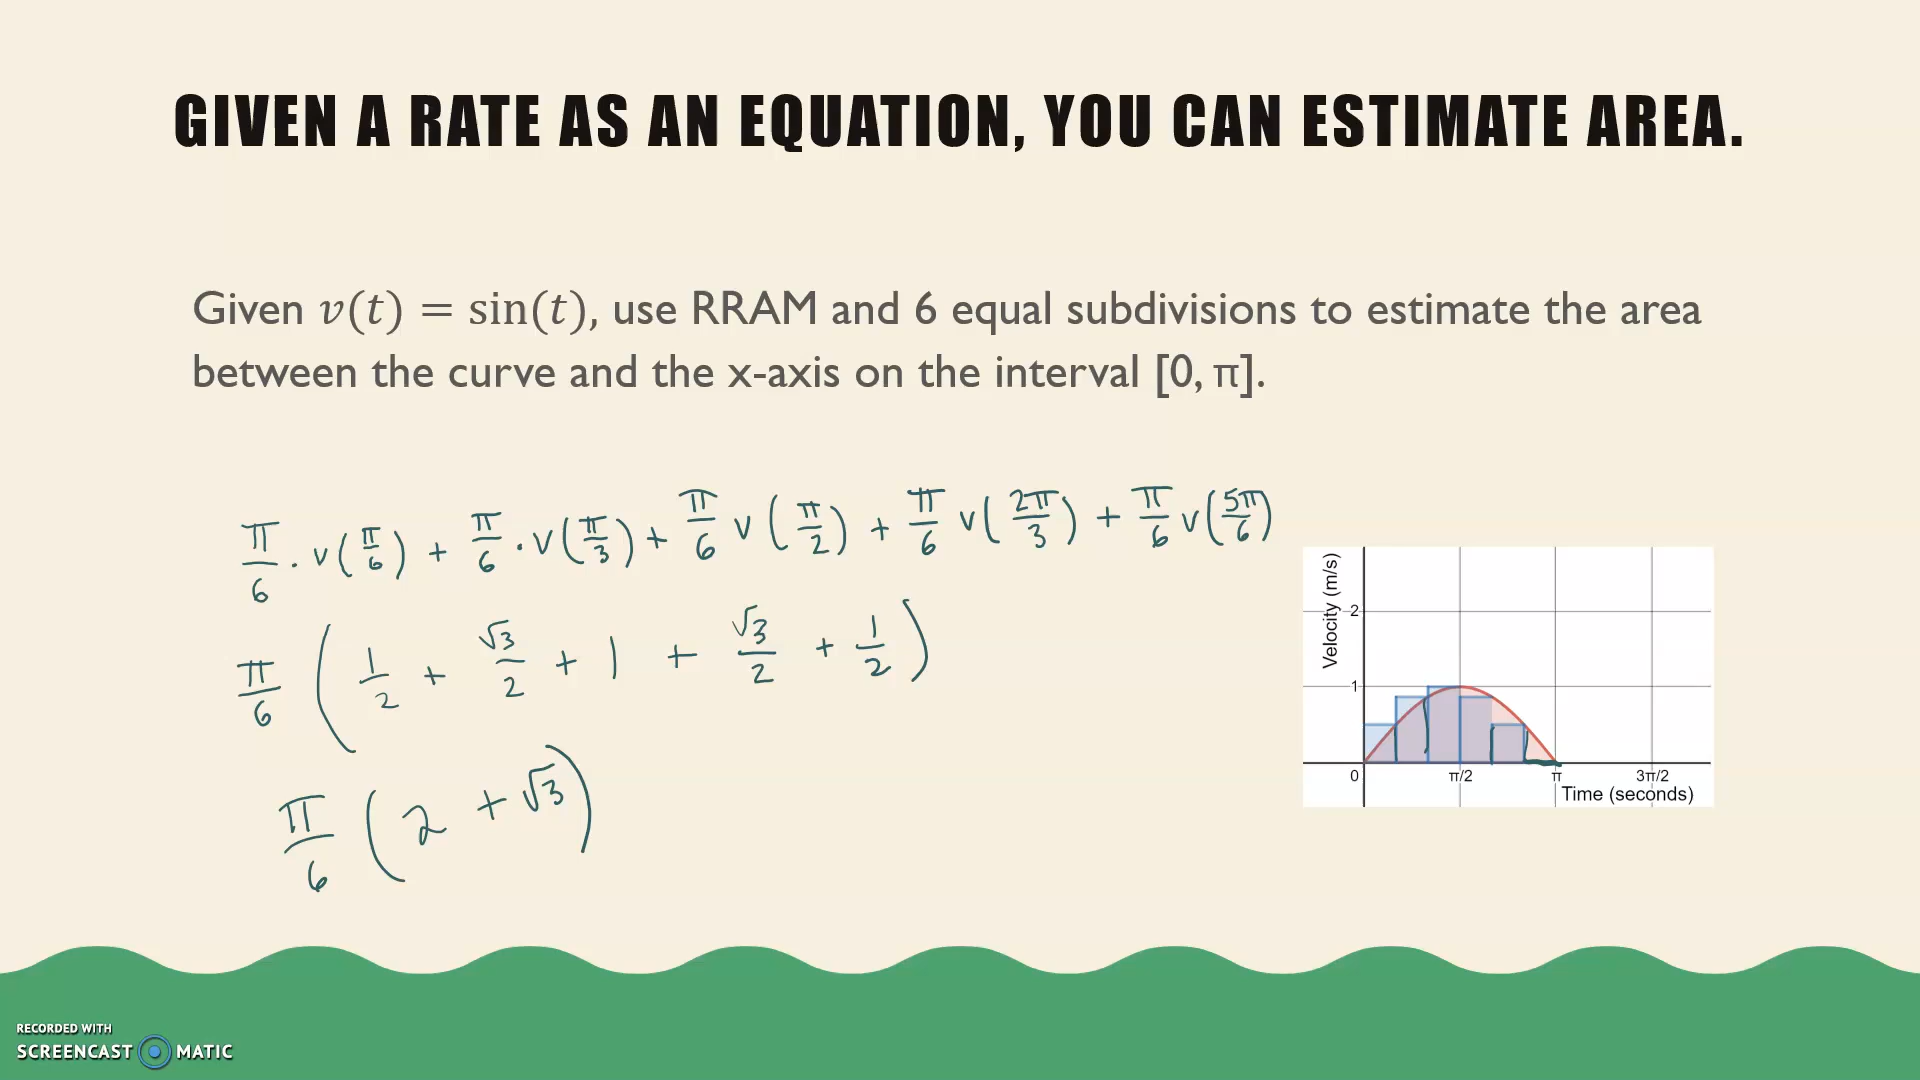 GIVEN A RATE AS AN EQUATION, YOU CAN ESTIMATE AREA.
Given v(t) = sin(t), use RRAM and 6 equal subdivisions to estimate the area
between the curve and the x-axis on the interval [0, π].
π/6 · v(π/6) + π/6 · v(π/3) + π/6 v(π/2) + π/6 v(2π/3) + π/6 v(5π/6)
π/6 (1/2 + √3/2 + 1 + √3/2 + 1/2)
π/6 (2 + √3)
Velocity (m/s)
2
1
0 π/2 π 3π/2
Time (seconds)
RECORDED WITH
SCREENCAST MATIC